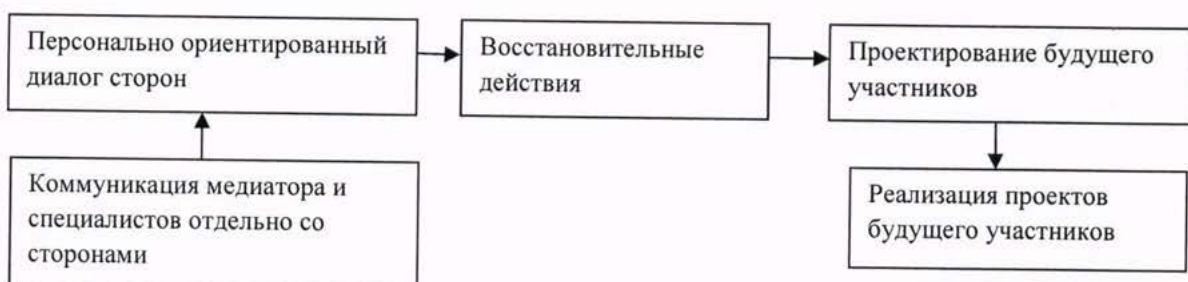 Персонально ориентированный
диалог сторон
Восстановительные
действия
Проектирование будущего
участников
Коммуникация медиатора и
специалистов отдельно со
сторонами
Реализация проектов
будущего участников